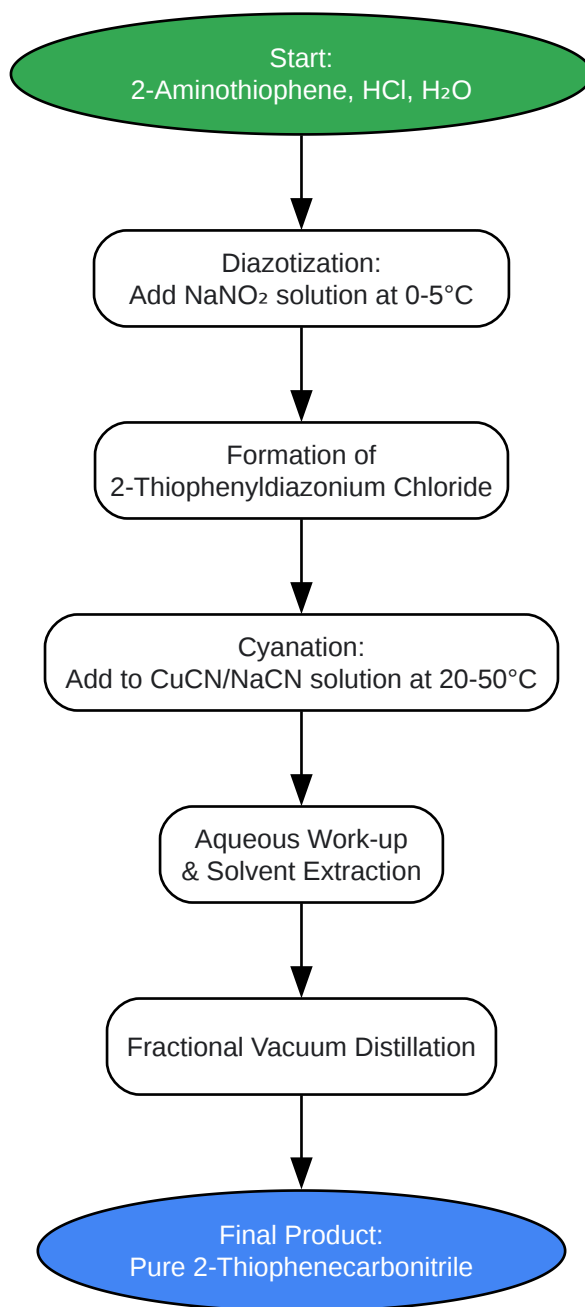 Start:
2-Aminothiophene, HCl, H₂O
Diazotization:
Add NaNO₂ solution at 0-5°C
Formation of
2-Thiophenyldiazonium Chloride
Cyanation:
Add to CuCN/NaCN solution at 20-50°C
Aqueous Work-up
& Solvent Extraction
Fractional Vacuum Distillation
Final Product:
Pure 2-Thiophenecarbonitrile